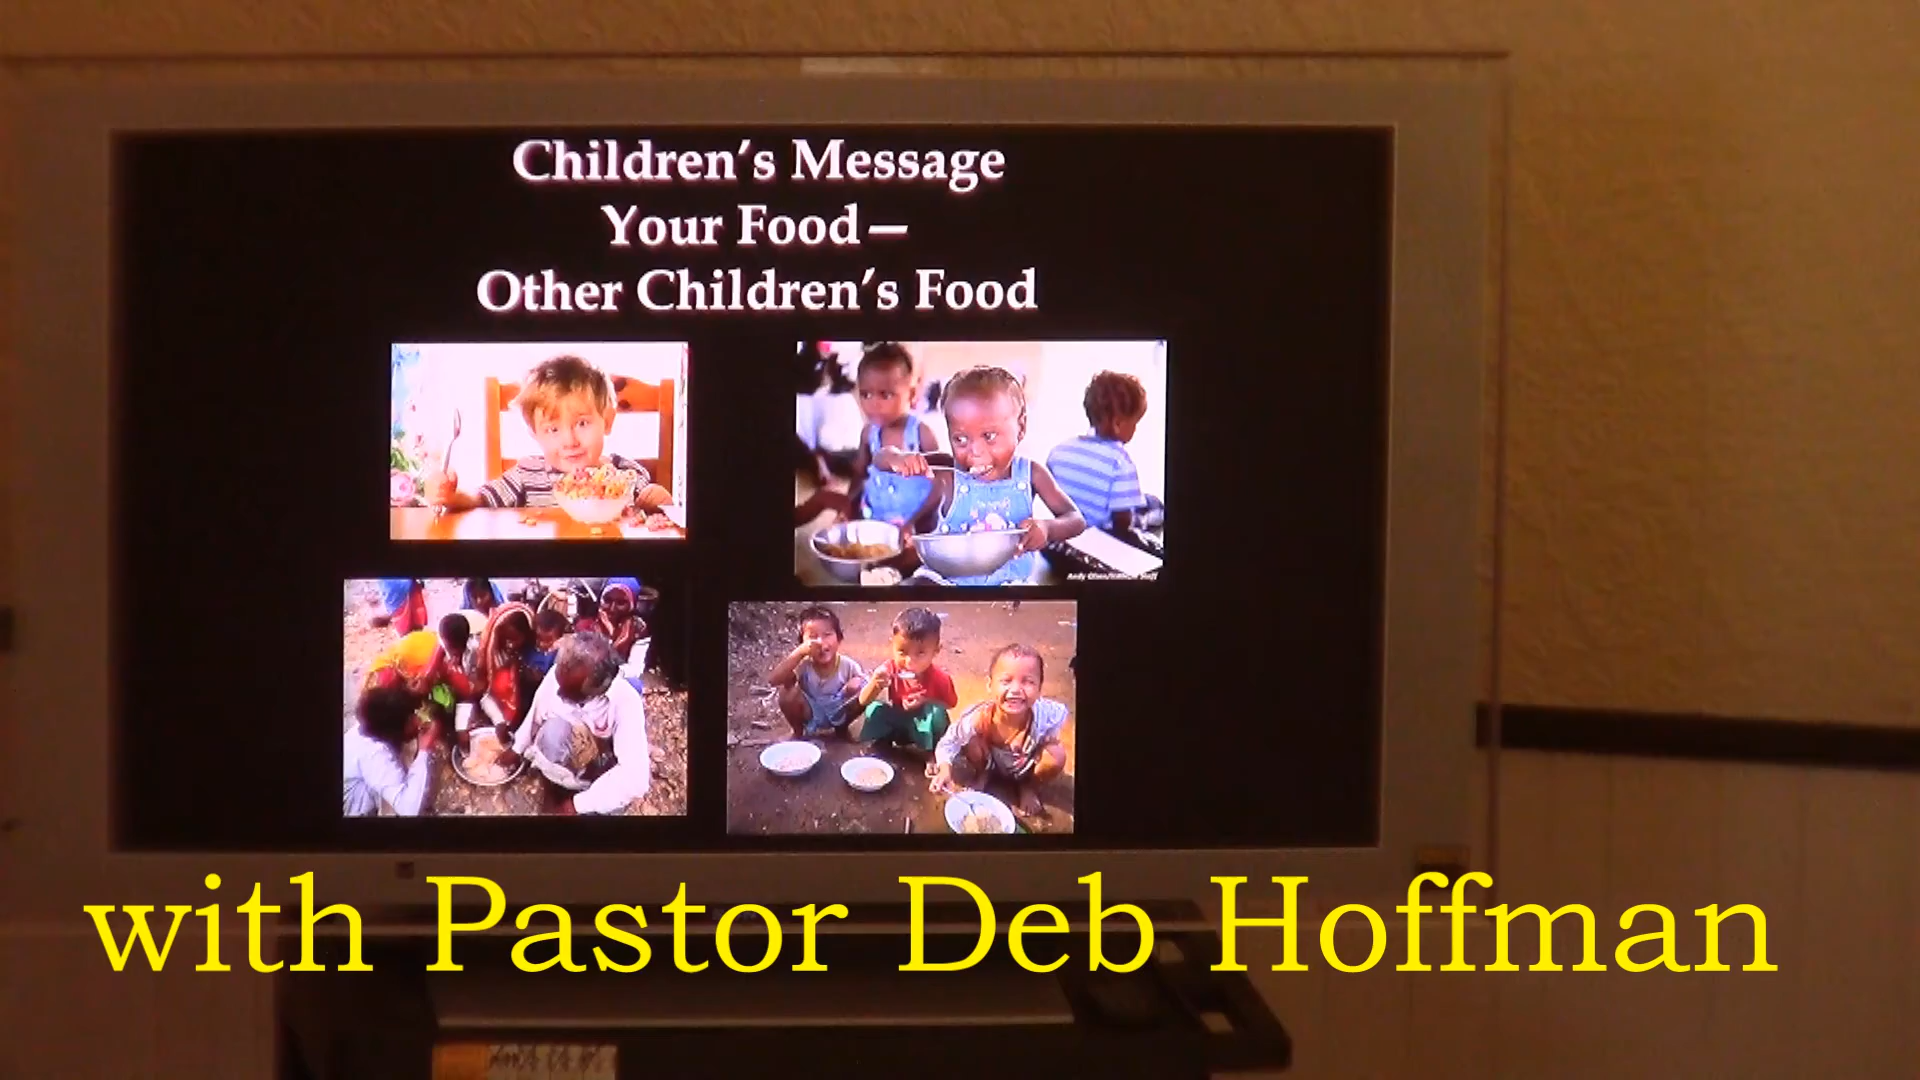 Children's Message
Your Food—
Other Children's Food
with Pastor Deb Hoffman